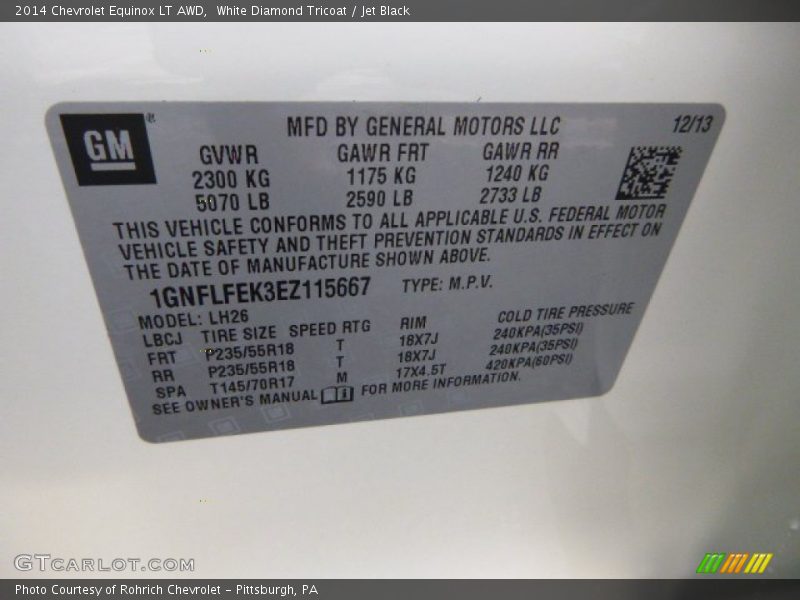 2014 Chevrolet Equinox LT AWD, White Diamond Tricoat / Jet Black
GM®
MFD BY GENERAL MOTORS LLC 12/13
GVWR GAWR FRT GAWR RR
2300 KG 1175 KG 1240 KG
5070 LB 2590 LB 2733 LB
THIS VEHICLE CONFORMS TO ALL APPLICABLE U.S. FEDERAL MOTOR
VEHICLE SAFETY AND THEFT PREVENTION STANDARDS IN EFFECT ON
THE DATE OF MANUFACTURE SHOWN ABOVE.
1GNFLFEK3EZ115667 TYPE: M.P.V.
MODEL: LH26
LBCJ TIRE SIZE SPEED RTG RIM COLD TIRE PRESSURE
FRT P235/55R18 T 18X7J 240KPA(35PSI)
RR P235/55R18 T 18X7J 240KPA(35PSI)
SPA T145/70R17 M 17X4.5T 420KPA(60PSI)
SEE OWNER'S MANUAL FOR MORE INFORMATION.
GTCARLOT.COM
Photo Courtesy of Rohrich Chevrolet – Pittsburgh, PA